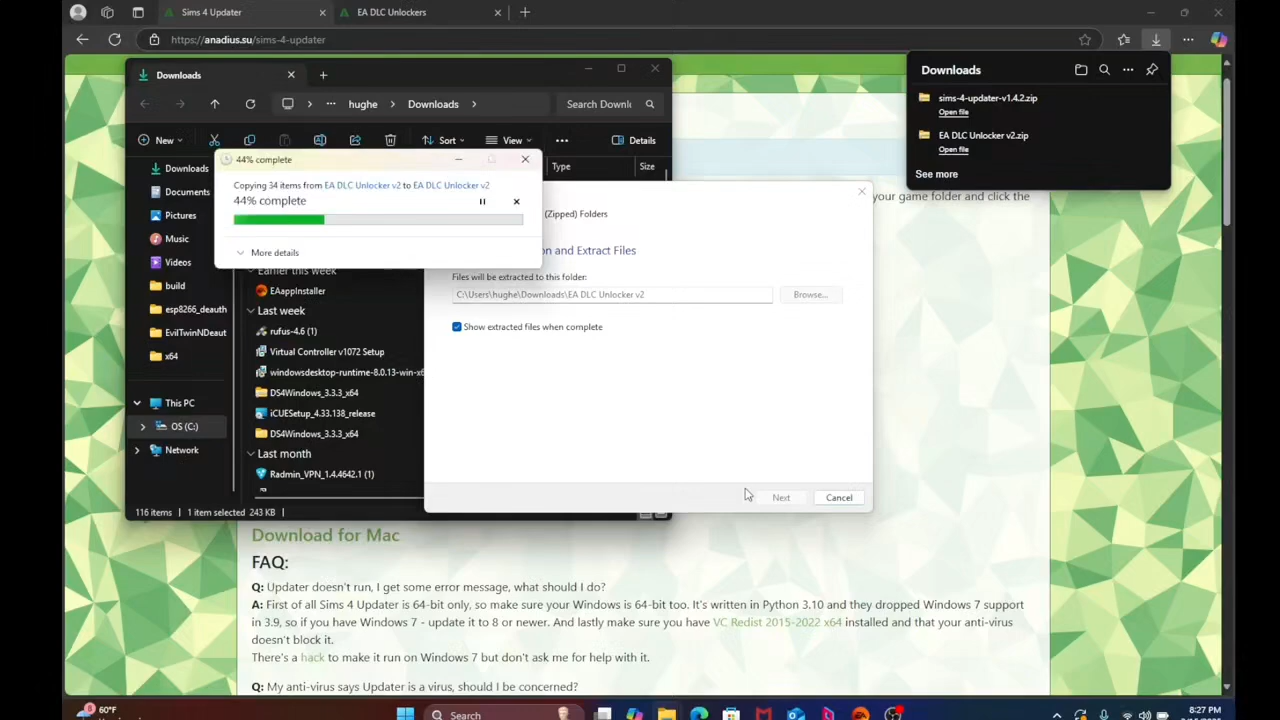 Sims 4 Updater
EA DLC Unlockers
https://anadius.su/sims-4-updater
Downloads
hughe
Downloads
Search Downl
New
Sort
View
Details
Downloads
Documents
Pictures
Music
Videos
build
esp8266_deauth
EvilTwinNDeaut
x64
This PC
OS (C:)
Network
Type
Size
44% complete
Copying 34 items from EA DLC Unlocker v2 to EA DLC Unlocker v2
44% complete
More details
Earlier this week
EAappInstaller
Last week
rufus-4.6 (1)
Virtual Controller v1072 Setup
windowsdesktop-runtime-8.0.13-win-x6
DS4Windows_3.3.3_x64
iCUESetup_4.33.138_release
DS4Windows_3.3.3_x64
Last month
Radmin_VPN_1.4.4642.1 (1)
116 items
1 item selected 243 KB
(Zipped) Folders
on and Extract Files
Files will be extracted to this folder:
C:\Users\hughe\Downloads\EA DLC Unlocker v2
Browse...
Show extracted files when complete
Next
Cancel
Downloads
sims-4-updater-v1.4.2.zip
Open file
EA DLC Unlocker v2.zip
Open file
See more
your game folder and click the
Download for Mac
FAQ:
Q: Updater doesn't run, I get some error message, what should I do?
A: First of all Sims 4 Updater is 64-bit only, so make sure your Windows is 64-bit too. It's written in Python 3.10 and they dropped Windows 7 support
in 3.9, so if you have Windows 7 - update it to 8 or newer. And lastly make sure you have VC Redist 2015-2022 x64 installed and that your anti-virus
doesn't block it.
There's a hack to make it run on Windows 7 but don't ask me for help with it.
Q: My anti-virus says Updater is a virus, should I be concerned?
8
60°F
Search
8:27 PM